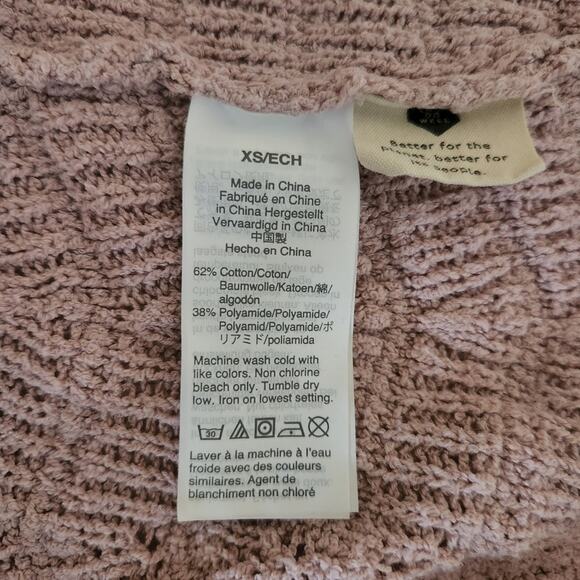 XS/ECH
Made in China
Fabriqué en Chine
in China Hergestellt
Vervaardigd in China
中国製
Hecho en China
62% Cotton/Coton/
Baumwolle/Katoen/綿/
algodón
38% Polyamide/Polyamide/
Polyamid/Polyamide/ポ
リアミド/poliamida
Machine wash cold with
like colors. Non chlorine
bleach only. Tumble dry
low. Iron on lowest setting.
30
Laver à la machine à l'eau
froide avec des couleurs
similaires. Agent de
blanchiment non chloré
DO
WELL
Better for the
planet, better for
its people.